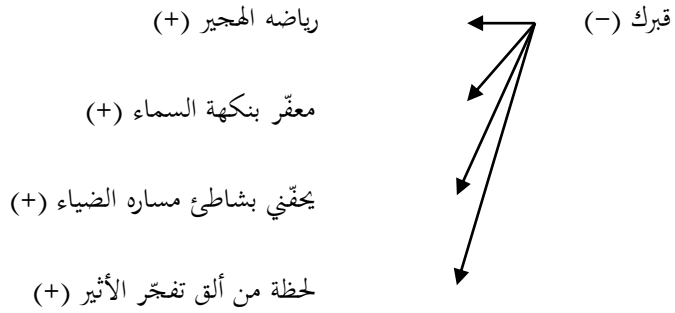 قبرك (−) رياضه الهجير (+)
معفّر بنكهة السماء (+)
يحفّني بشاطئ مساره الضياء (+)
لحظة من ألق تفجّر الأثير (+)